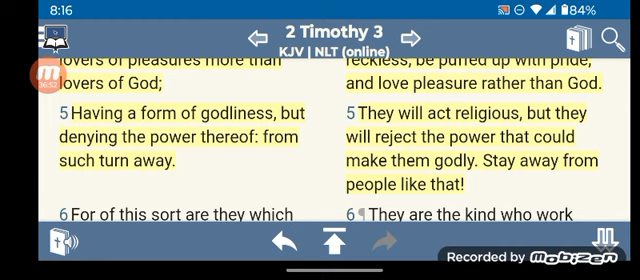 8:16
84%
2 Timothy 3
KJV | NLT (online)
36:52
lovers of pleasures more than
lovers of God;
5 Having a form of godliness, but
denying the power thereof: from
such turn away.
6 For of this sort are they which
reckless, be puffed up with pride,
and love pleasure rather than God.
5 They will act religious, but they
will reject the power that could
make them godly. Stay away from
people like that!
6 ¶ They are the kind who work
Recorded by Mobizen